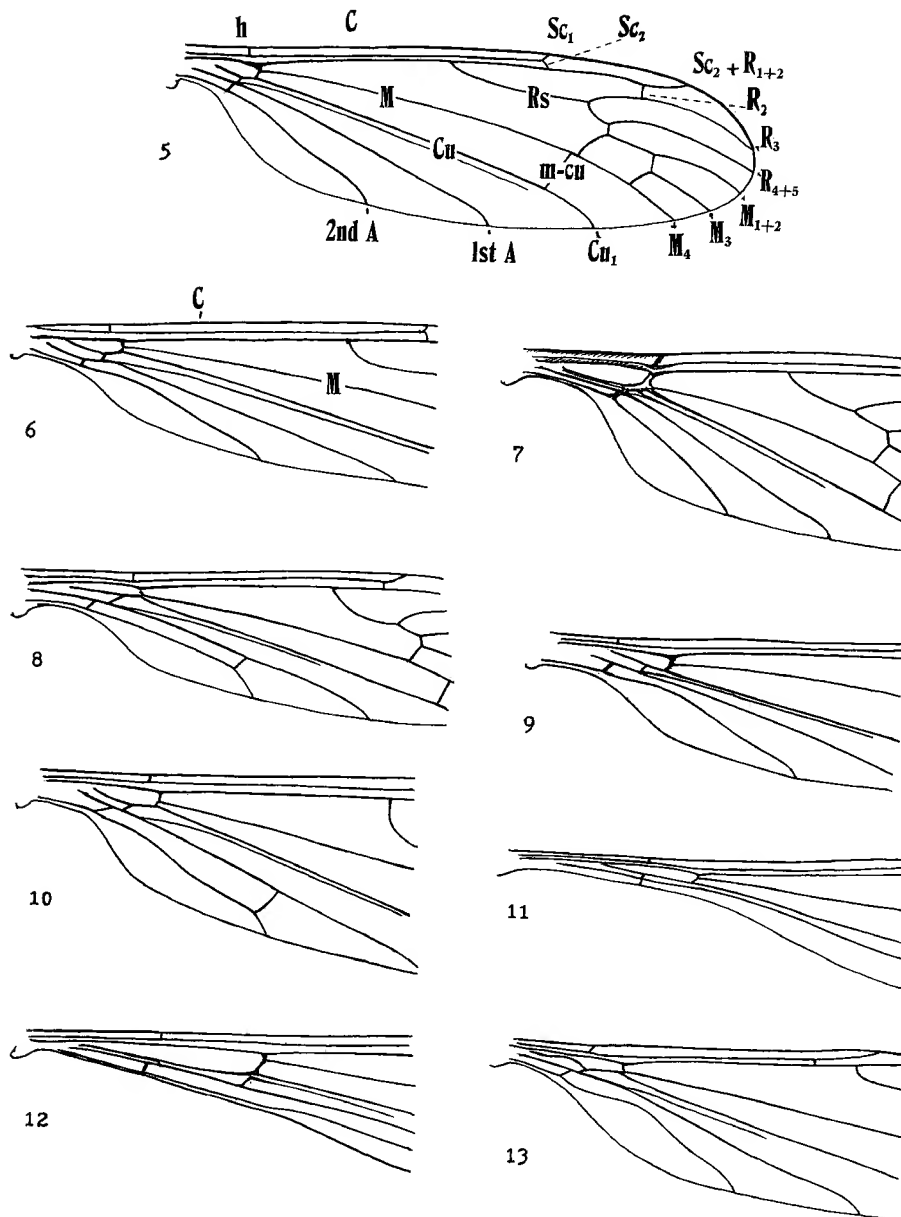 h C Sc₁ Sc₂
Sc₂ + R₁₊₂
M Rs R₂
Cu R₃
5 m-cu R₄₊₅
M₁₊₂
2nd A 1st A Cu₁ M₄ M₃
C
M
6
7
8
9
10
11
12
13